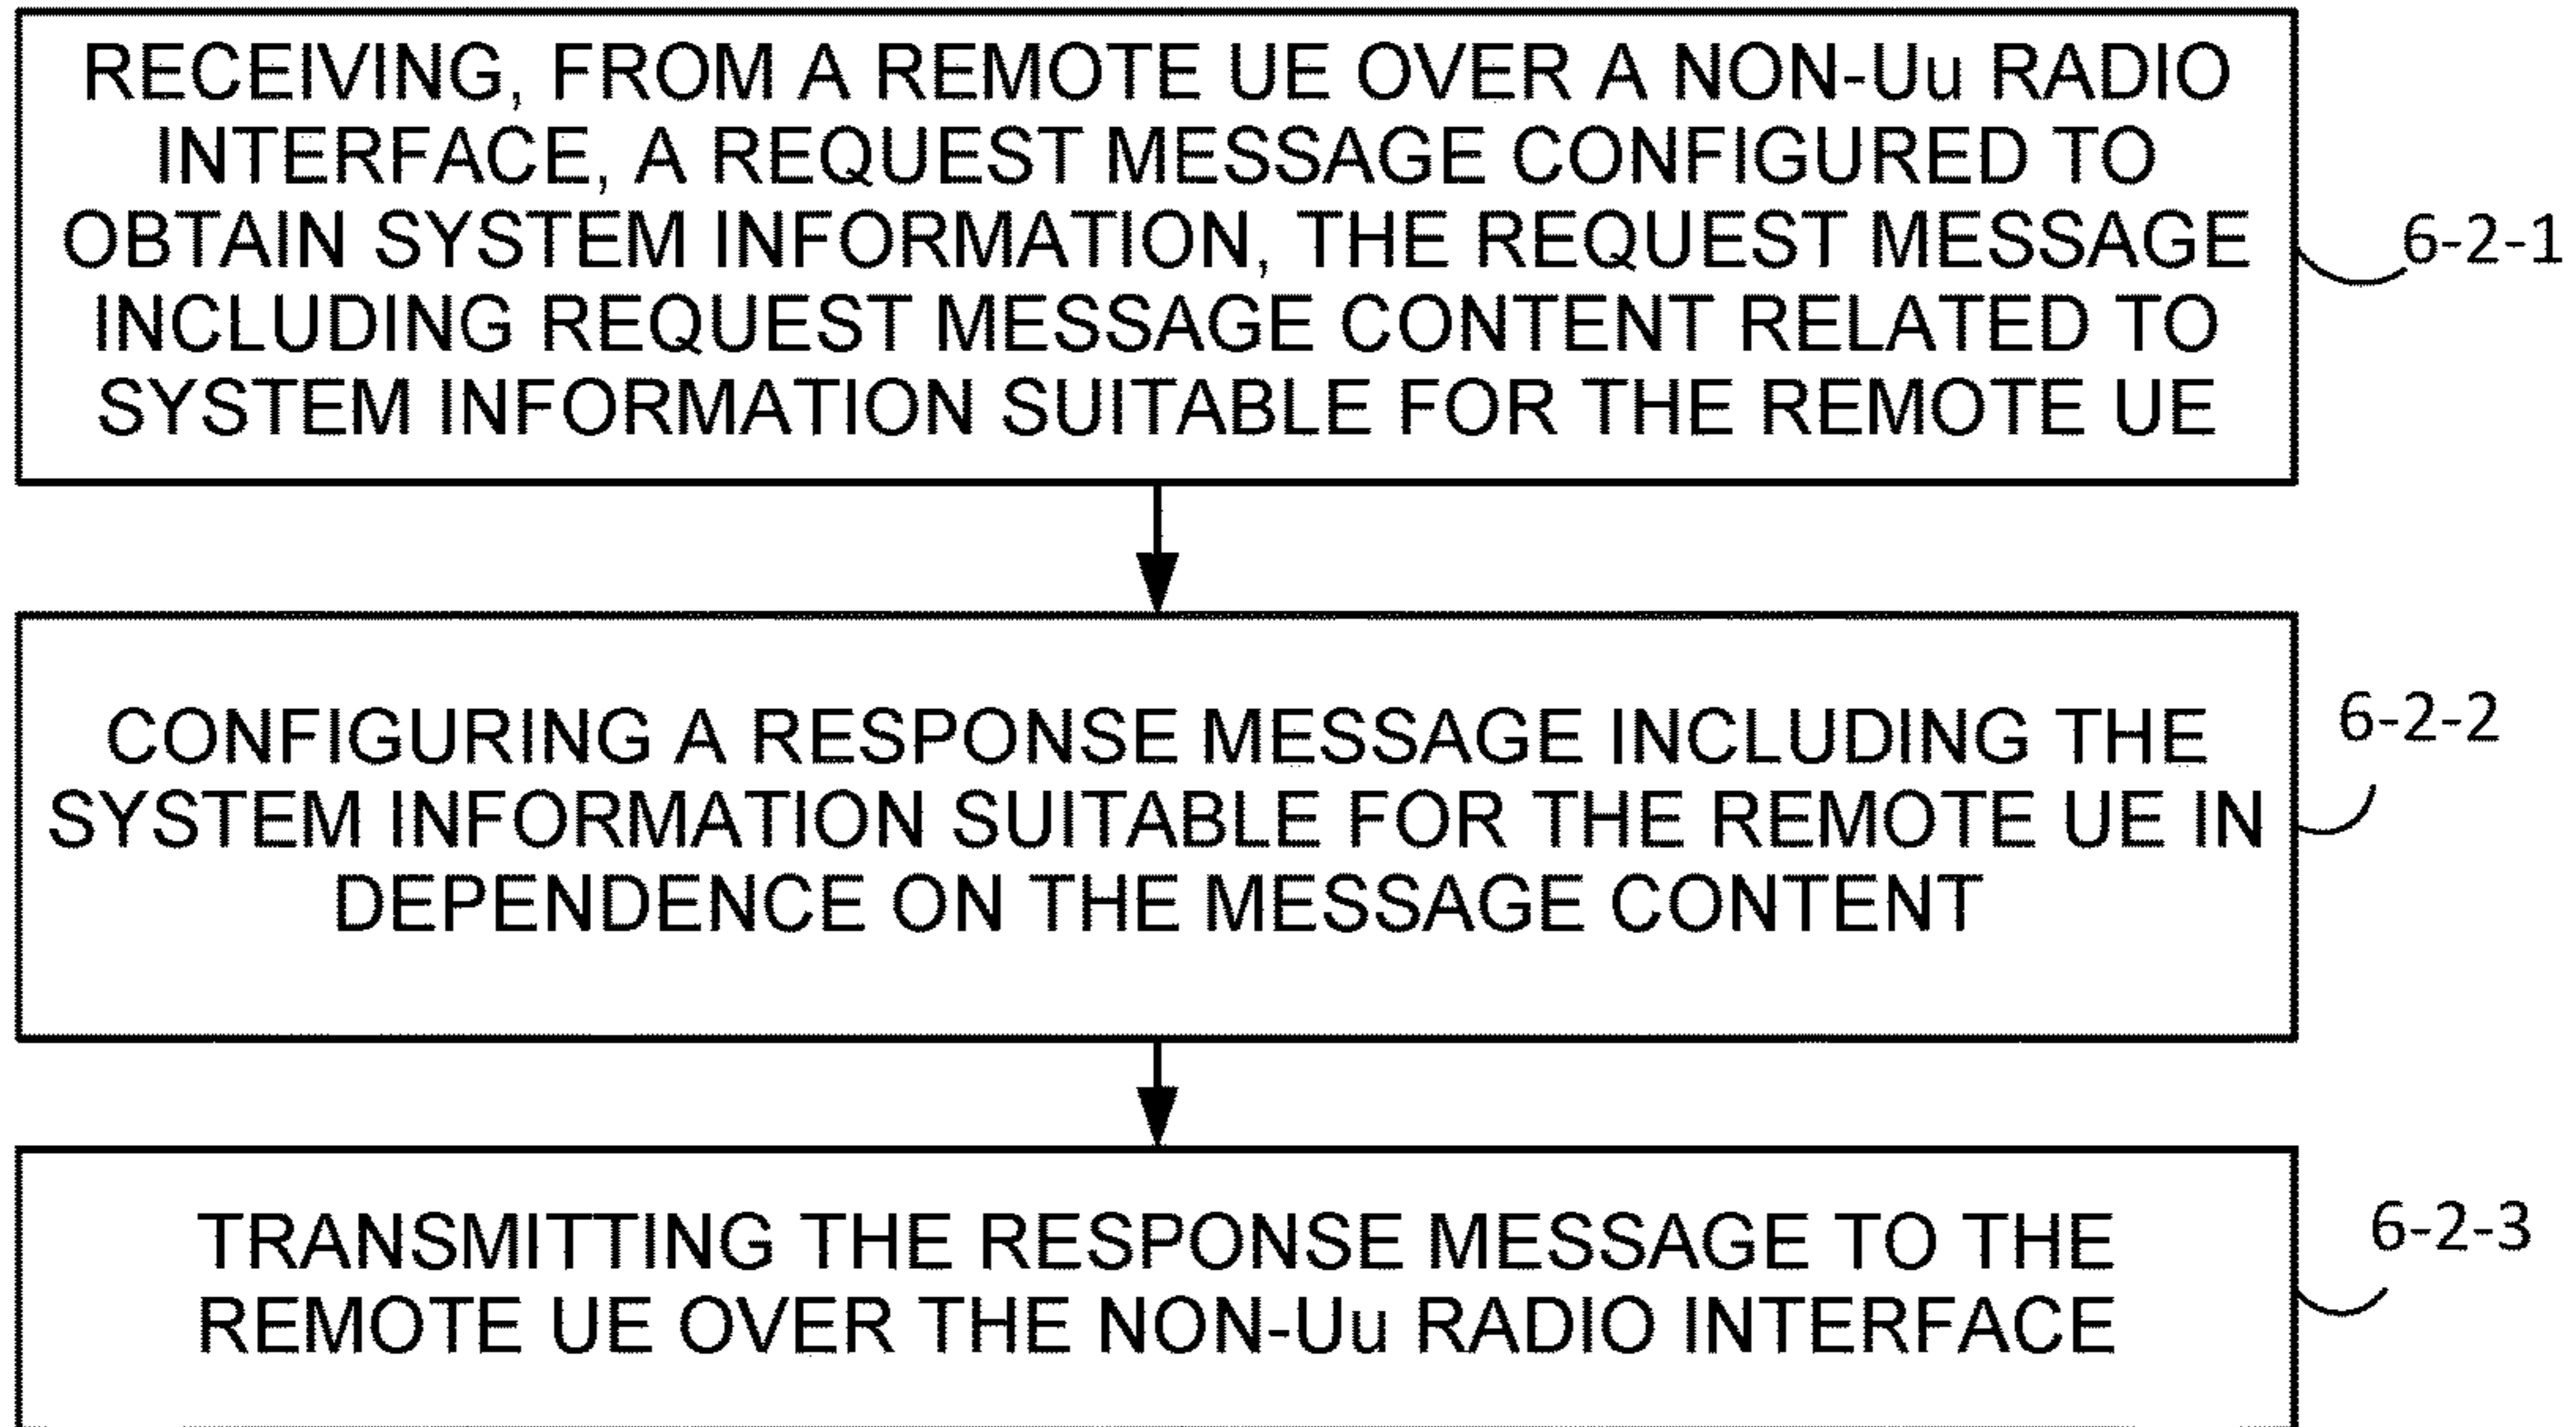 RECEIVING, FROM A REMOTE UE OVER A NON-Uu RADIO
INTERFACE, A REQUEST MESSAGE CONFIGURED TO
OBTAIN SYSTEM INFORMATION, THE REQUEST MESSAGE
INCLUDING REQUEST MESSAGE CONTENT RELATED TO
SYSTEM INFORMATION SUITABLE FOR THE REMOTE UE
6-2-1
CONFIGURING A RESPONSE MESSAGE INCLUDING THE
SYSTEM INFORMATION SUITABLE FOR THE REMOTE UE IN
DEPENDENCE ON THE MESSAGE CONTENT
6-2-2
TRANSMITTING THE RESPONSE MESSAGE TO THE
REMOTE UE OVER THE NON-Uu RADIO INTERFACE
6-2-3